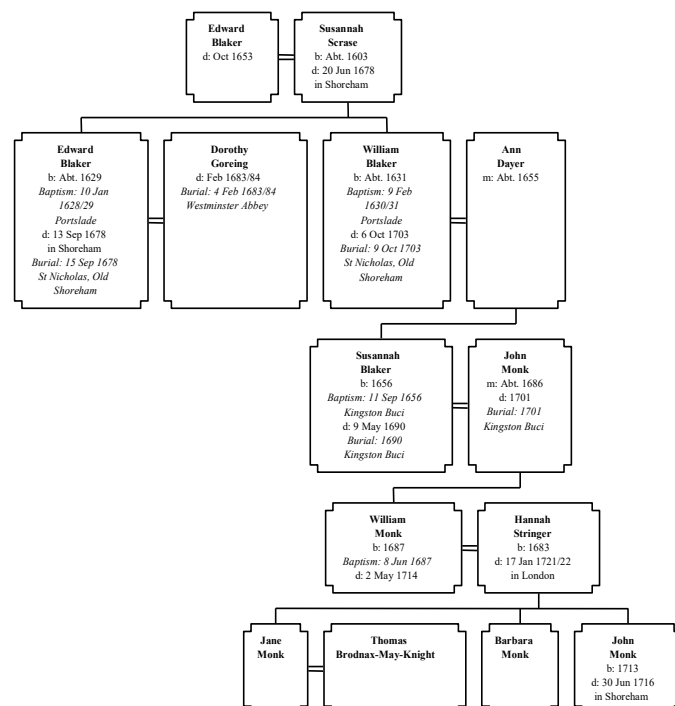 Edward
Blaker
d: Oct 1653
Susannah
Scrase
b: Abt. 1603
d: 20 Jun 1678
in Shoreham
Edward
Blaker
b: Abt. 1629
Baptism: 10 Jan
1628/29
Portslade
d: 13 Sep 1678
in Shoreham
Burial: 15 Sep 1678
St Nicholas, Old
Shoreham
Dorothy
Goreing
d: Feb 1683/84
Burial: 4 Feb 1683/84
Westminster Abbey
William
Blaker
b: Abt. 1631
Baptism: 9 Feb
1630/31
Portslade
d: 6 Oct 1703
Burial: 9 Oct 1703
St Nicholas, Old
Shoreham
Ann
Dayer
m: Abt. 1655
Susannah
Blaker
b: 1656
Baptism: 11 Sep 1656
Kingston Buci
d: 9 May 1690
Burial: 1690
Kingston Buci
John
Monk
m: Abt. 1686
d: 1701
Burial: 1701
Kingston Buci
William
Monk
b: 1687
Baptism: 8 Jun 1687
d: 2 May 1714
Hannah
Stringer
b: 1683
d: 17 Jan 1721/22
in London
Jane
Monk
Thomas
Brodnax-May-Knight
Barbara
Monk
John
Monk
b: 1713
d: 30 Jun 1716
in Shoreham